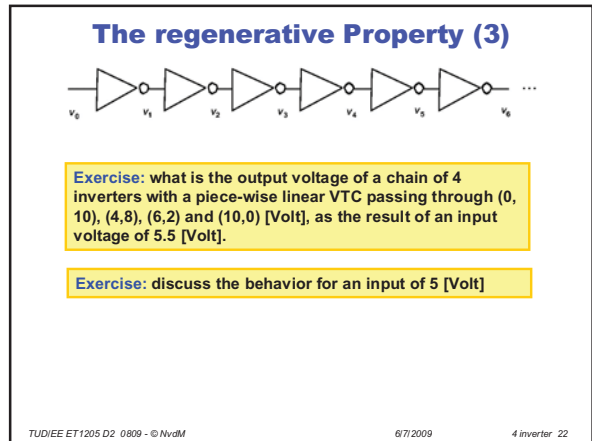 The regenerative Property (3)
v0 v1 v2 v3 v4 v5 v6 ...
Exercise: what is the output voltage of a chain of 4
inverters with a piece-wise linear VTC passing through (0,
10), (4,8), (6,2) and (10,0) [Volt], as the result of an input
voltage of 5.5 [Volt].
Exercise: discuss the behavior for an input of 5 [Volt]
TUD/EE ET1205 D2 0809 - © NvdM 6/7/2009 4 inverter 22